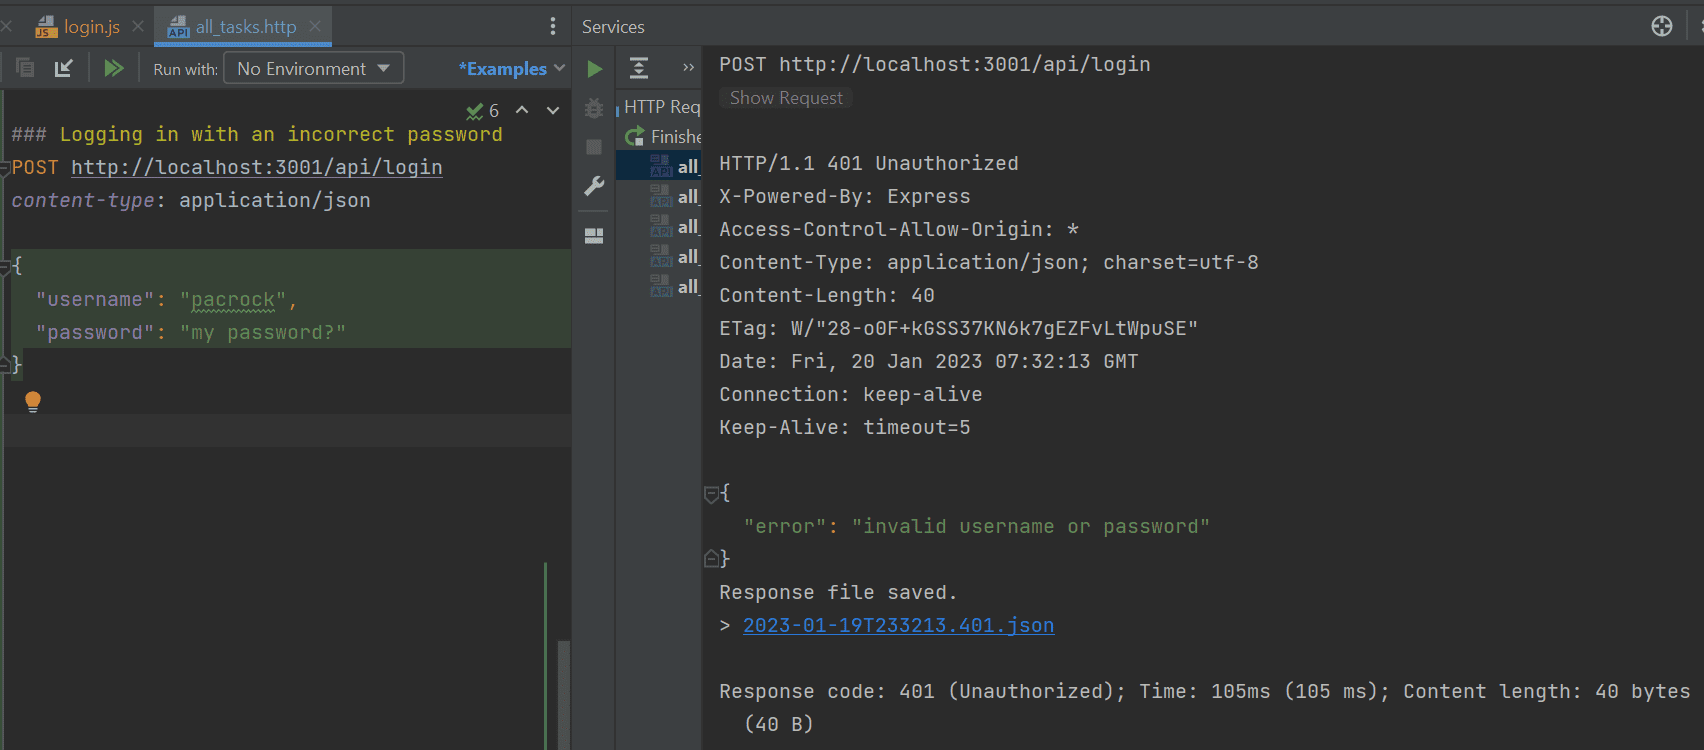 login.js
all_tasks.http
Services
Run with:
No Environment
*Examples
6
### Logging in with an incorrect password
POST http://localhost:3001/api/login
content-type: application/json
{
"username": "pacrock",
"password": "my password?"
}
HTTP Req
Finishe
all_
all_
all_
all_
all_
POST http://localhost:3001/api/login
Show Request
HTTP/1.1 401 Unauthorized
X-Powered-By: Express
Access-Control-Allow-Origin: *
Content-Type: application/json; charset=utf-8
Content-Length: 40
ETag: W/"28-o0F+kGSS37KN6k7gEZFvLtWpuSE"
Date: Fri, 20 Jan 2023 07:32:13 GMT
Connection: keep-alive
Keep-Alive: timeout=5
{
"error": "invalid username or password"
}
Response file saved.
> 2023-01-19T233213.401.json
Response code: 401 (Unauthorized); Time: 105ms (105 ms); Content length: 40 bytes
(40 B)